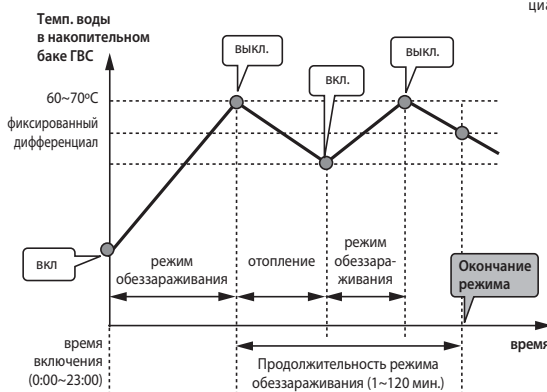 циа
Темп. воды
в накопительном
баке ГВС
выкл.
вкл.
выкл.
60~70ºC
фиксированный
дифференциал
вкл
режим
обеззараживания
отопление
режим
обеззара-
живания
Окончание
режима
время
время
включения
(0:00~23:00)
Продолжительность режима
обеззараживания (1~120 мин.)